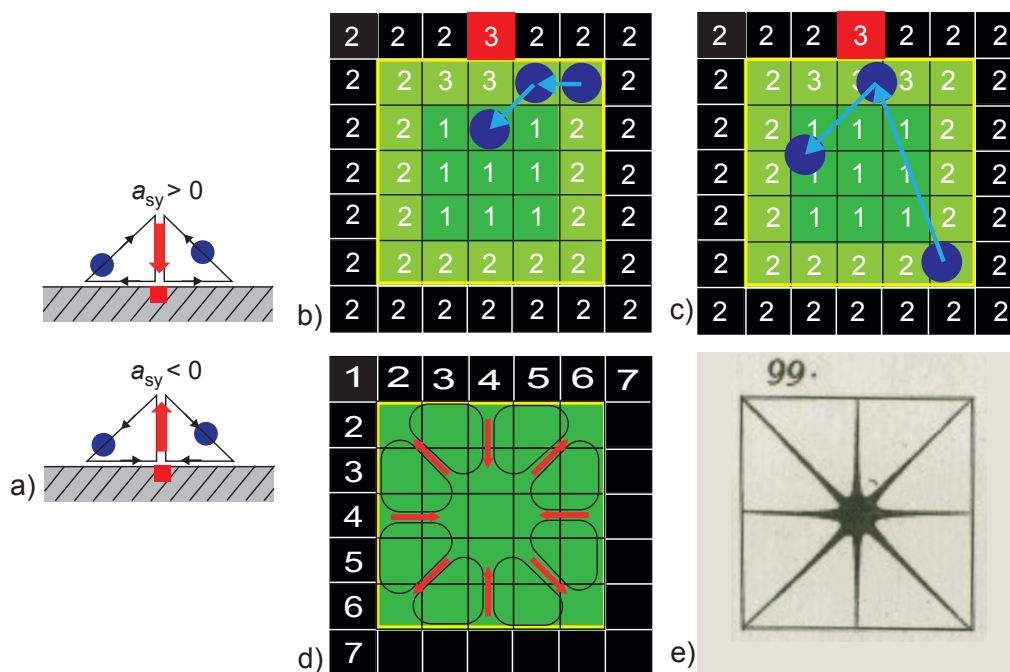 a_sy > 0
a_sy < 0
a)
2 2 2 3 2 2 2
2 2 3 3 2
2 2 1 1 2 2
2 2 1 1 1 2 2
2 2 1 1 1 2 2
2 2 2 2 2 2 2
2 2 2 2 2 2 2
b)
2 2 2 3 2 2 2
2 2 3 3 3 2 2
2 2 1 1 1 2 2
2 2 1 1 1 2 2
2 2 1 1 1 2 2
2 2 2 2 2 2
2 2 2 2 2 2 2
c)
1 2 3 4 5 6 7
2
3
4
5
6
7
d)
99.
e)